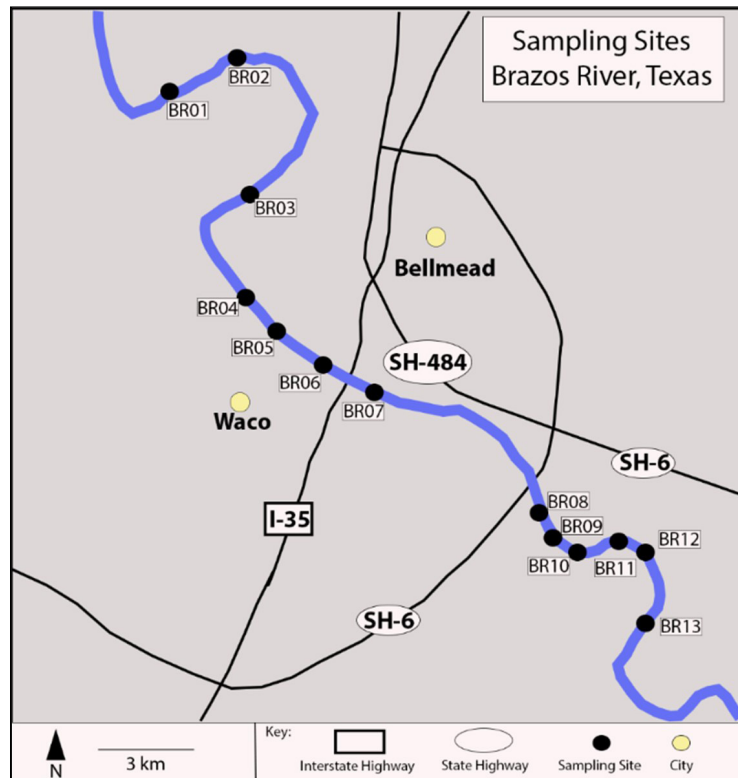 Sampling Sites
Brazos River, Texas
BR01
BR02
BR03
Bellmead
BR04
BR05
SH-484
BR06
BR07
Waco
SH-6
I-35
BR08
BR09
BR10
BR11
BR12
SH-6
BR13
Key:
N
3 km
Interstate Highway
State Highway
Sampling Site
City